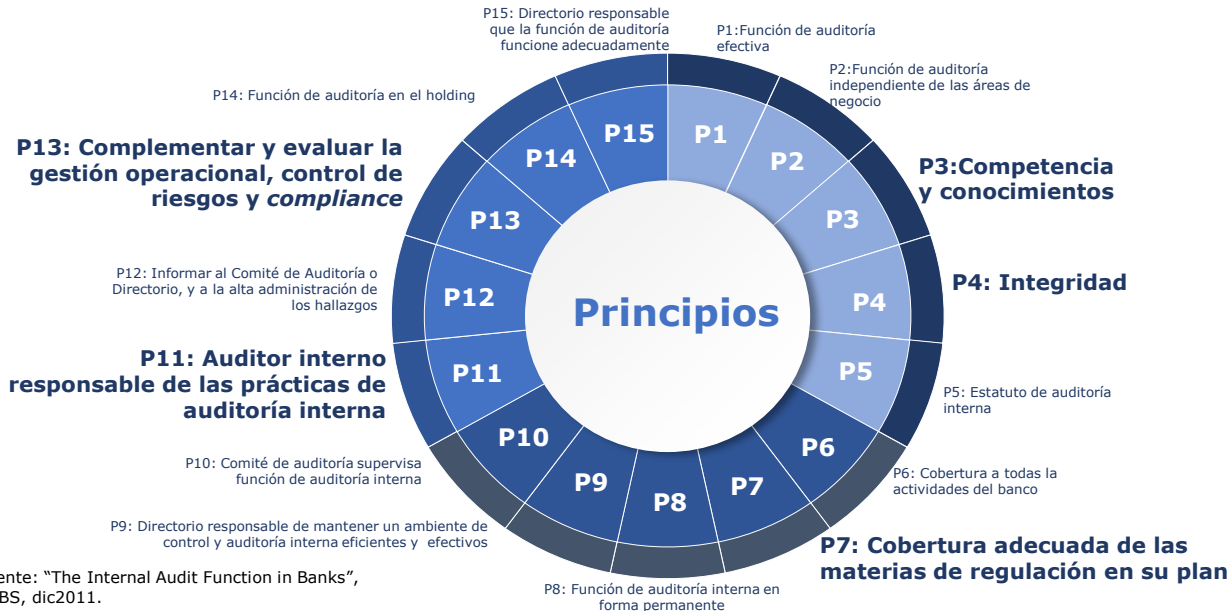 P15: Directorio responsable
que la función de auditoría
funcione adecuadamente
P1:Función de auditoría
efectiva
P2:Función de auditoría
independiente de las áreas de
negocio
P14: Función de auditoría en el holding
P13: Complementar y evaluar la
gestión operacional, control de
riesgos y compliance
P3:Competencia
y conocimientos
P12: Informar al Comité de Auditoría o
Directorio, y a la alta administración de
los hallazgos
P4: Integridad
P11: Auditor interno
responsable de las prácticas de
auditoría interna
P5: Estatuto de auditoría
interna
P10: Comité de auditoría supervisa
función de auditoría interna
P6: Cobertura a todas la
actividades del banco
P9: Directorio responsable de mantener un ambiente de
control y auditoría interna eficientes y efectivos
P7: Cobertura adecuada de las
materias de regulación en su plan
P8: Función de auditoría interna en
forma permanente
P1
P2
P3
P4
P5
P6
P7
P8
P9
P10
P11
P12
P13
P14
P15
Principios
ente: “The Internal Audit Function in Banks”,
BS, dic2011.